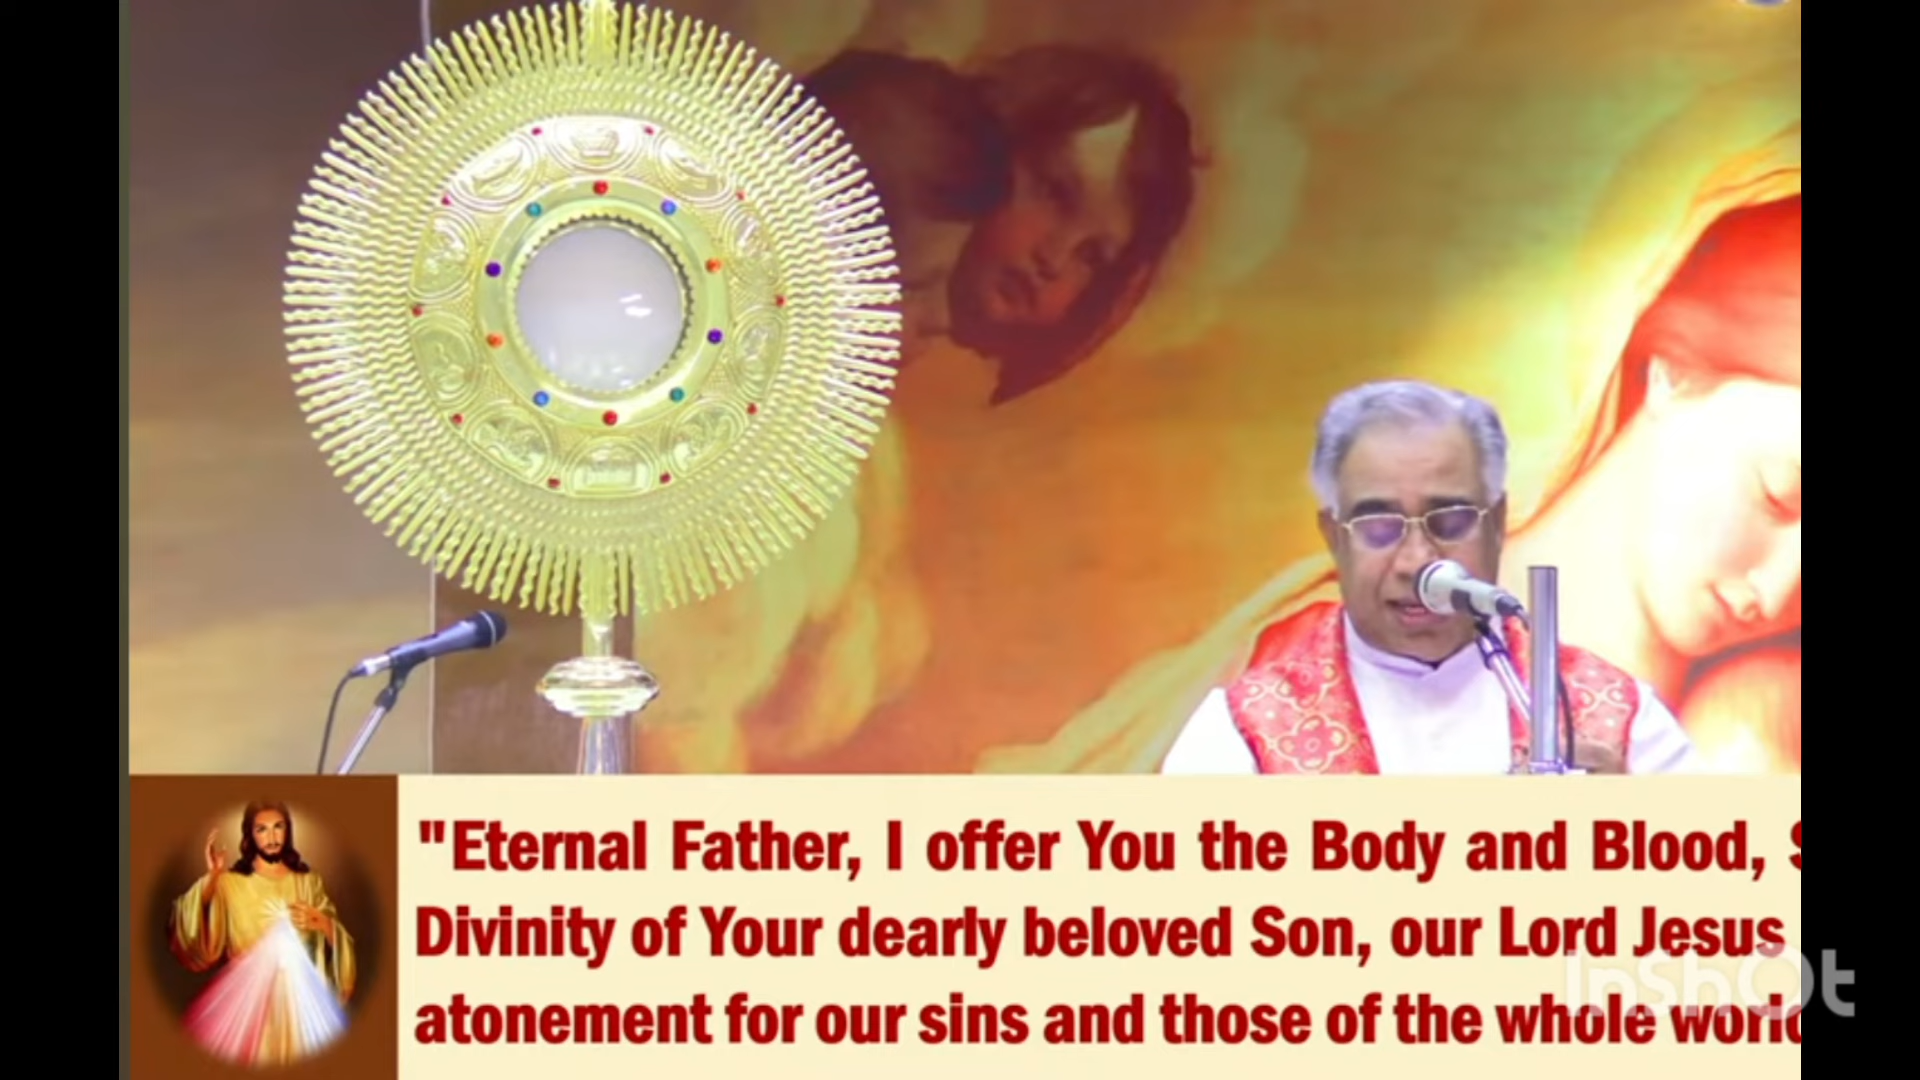 "Eternal Father, I offer You the Body and Blood,
Divinity of Your dearly beloved Son, our Lord Jesus
atonement for our sins and those of the whole world
InShOt